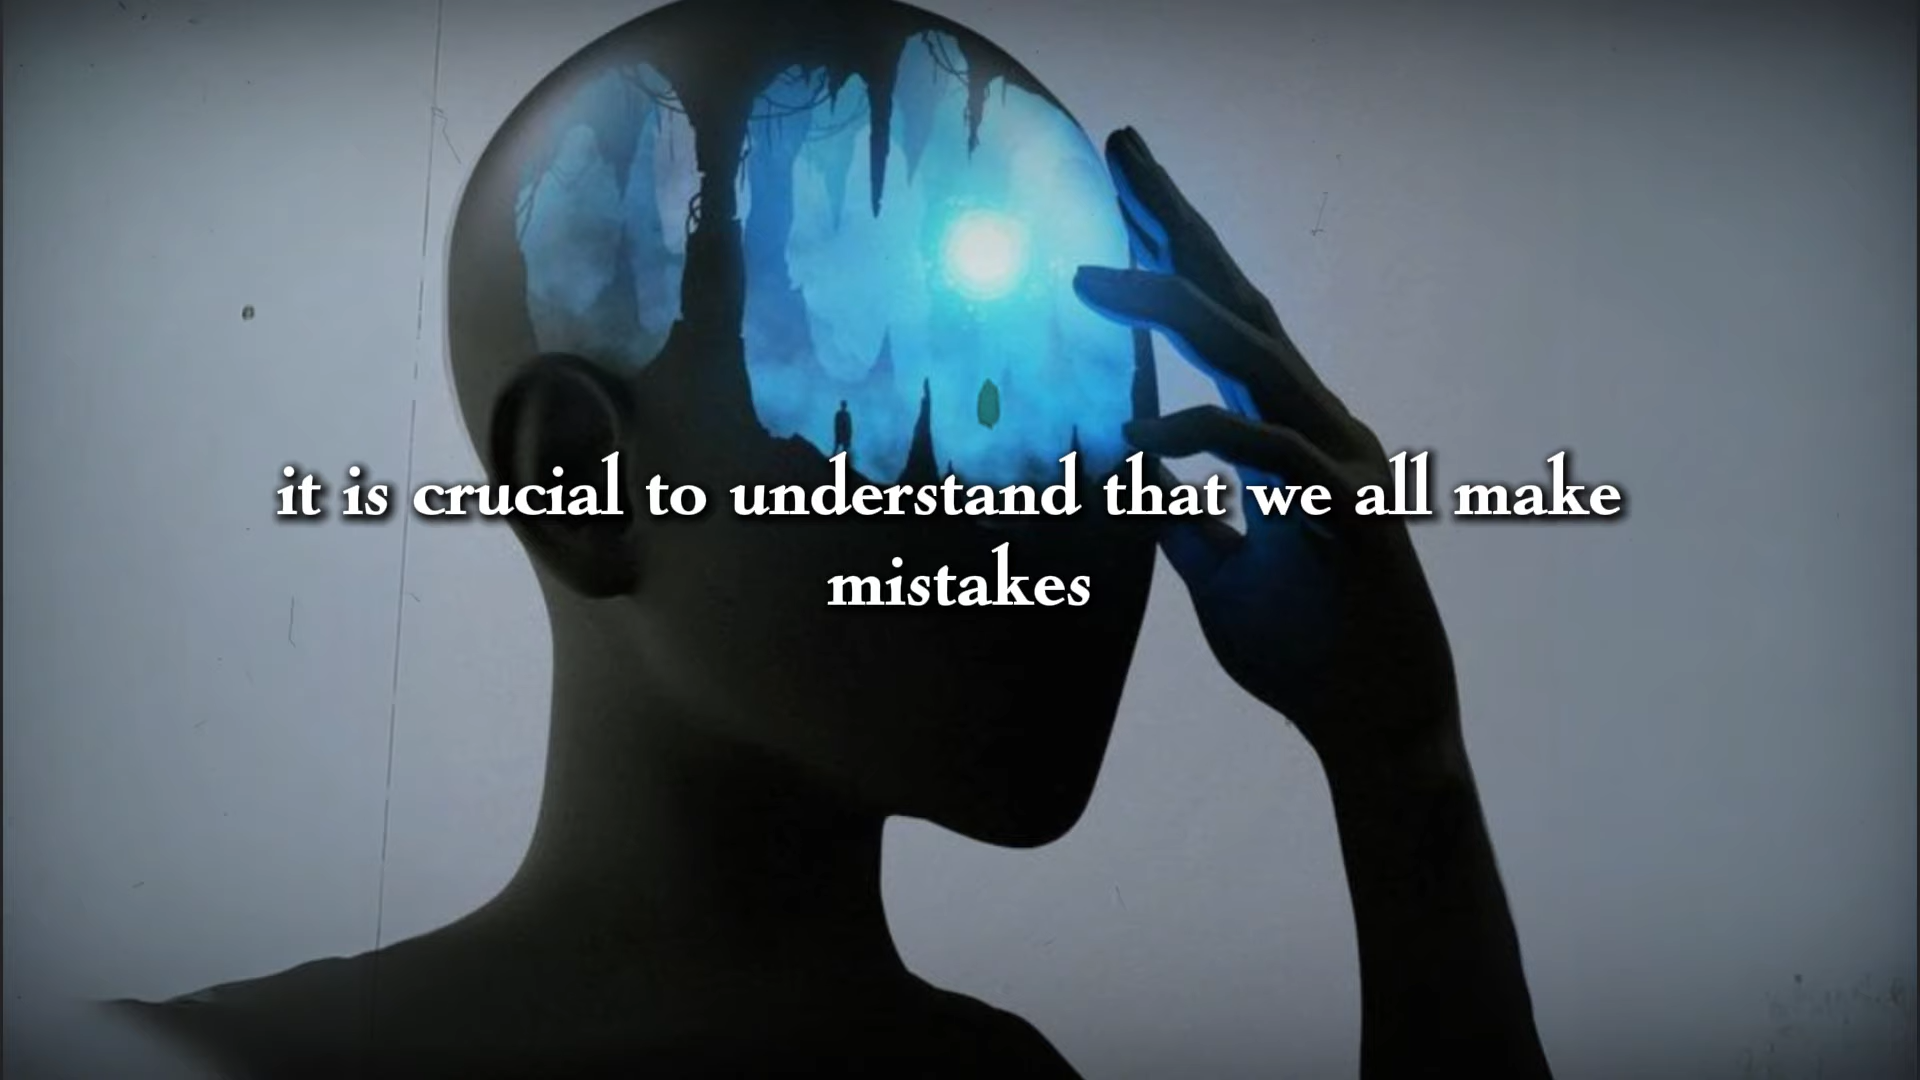 it is crucial to understand that we all make
mistakes